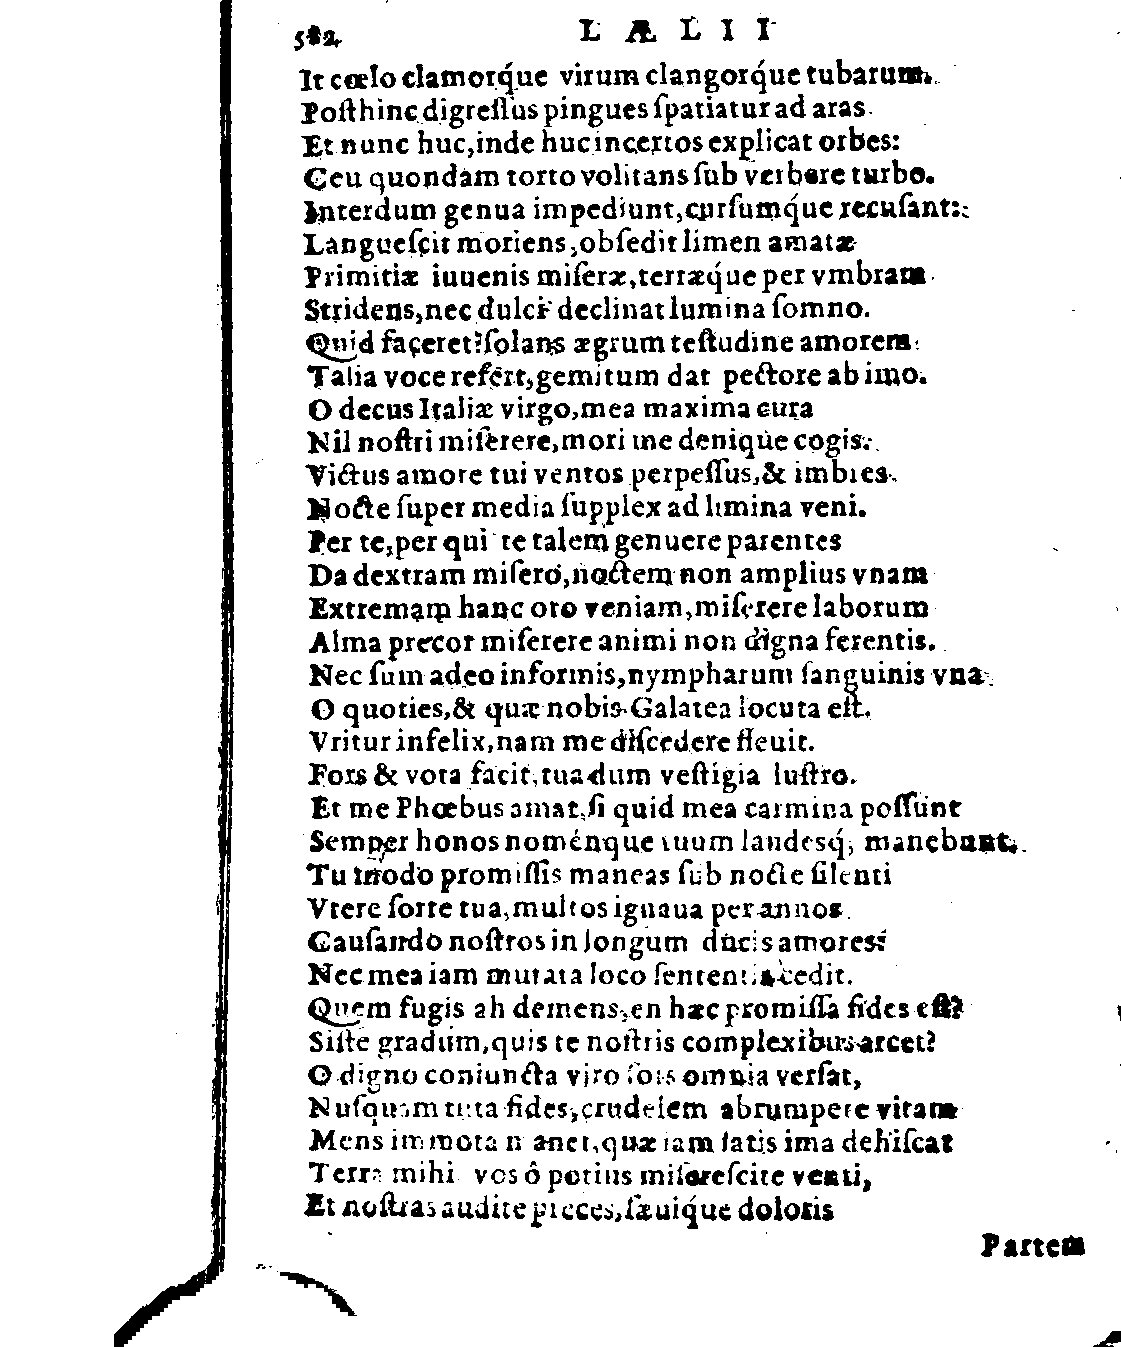 582 LÆLII
It cœlo clamorq́ue virum clangorq́ue tubarum.
Poſthinc digreſſus pingues ſpatiatur ad aras.
Et nunc huc, inde huc incertos explicat orbes:
Ceu quondam torto volitans ſub verbere turbo.
Interdum genua impediunt, curſumq́ue recuſant:
Langueſcit moriens, obſedit limen amatæ
Primitiæ iuuenis miſeræ, terræq́ue per vmbram
Stridens, nec dulci declinat lumina ſomno.
Quid faceret? ſolans ægrum teſtudine amorem
Talia voce refert, gemitum dat pectore ab imo.
O decus Italiæ virgo, mea maxima cura
Nil noſtri miſerere, mori me denique cogis.
Victus amore tui ventos perpeſſus, & imbres
Nocte ſuper media ſupplex ad limina veni.
Per te, per qui te talem genuere parentes
Da dextram miſero, noctem non amplius vnam
Extremam hanc oro veniam, miſerere laborum
Alma precor miſerere animi non digna ferentis.
Nec ſum adeo informis, nympharum ſanguinis vna
O quoties, & quæ nobis Galatea locuta eſt.
Vritur infelix, nam me diſcedere fleuit.
Fors & vota facit, tua dum veſtigia luſtro.
Et me Phœbus amat, ſi quid mea carmina poſſunt
Semper honos noménque tuum laudesq́; manebunt.
Tu modo promiſſis maneas ſub nocte ſilenti
Vtere ſorte tua, multos ignaua per annos
Cauſando noſtros in longum ducis amores:
Nec mea iam mutata loco ſententia cedit.
Quem fugis ah demens, en hæc promiſſa fides eſt?
Siſte gradum, quis te noſtris complexibus arcet?
O digno coniuncta viro ſors omnia verſat,
Nuſquam tuta fides, crudelem abrumpere vitam
Mens immota manet, quæ iam ſatis ima dehiſcat
Terra mihi vos ô potius miſereſcite venti,
Et noſtras audite preces, ſæuiq́ue doloris
Partem